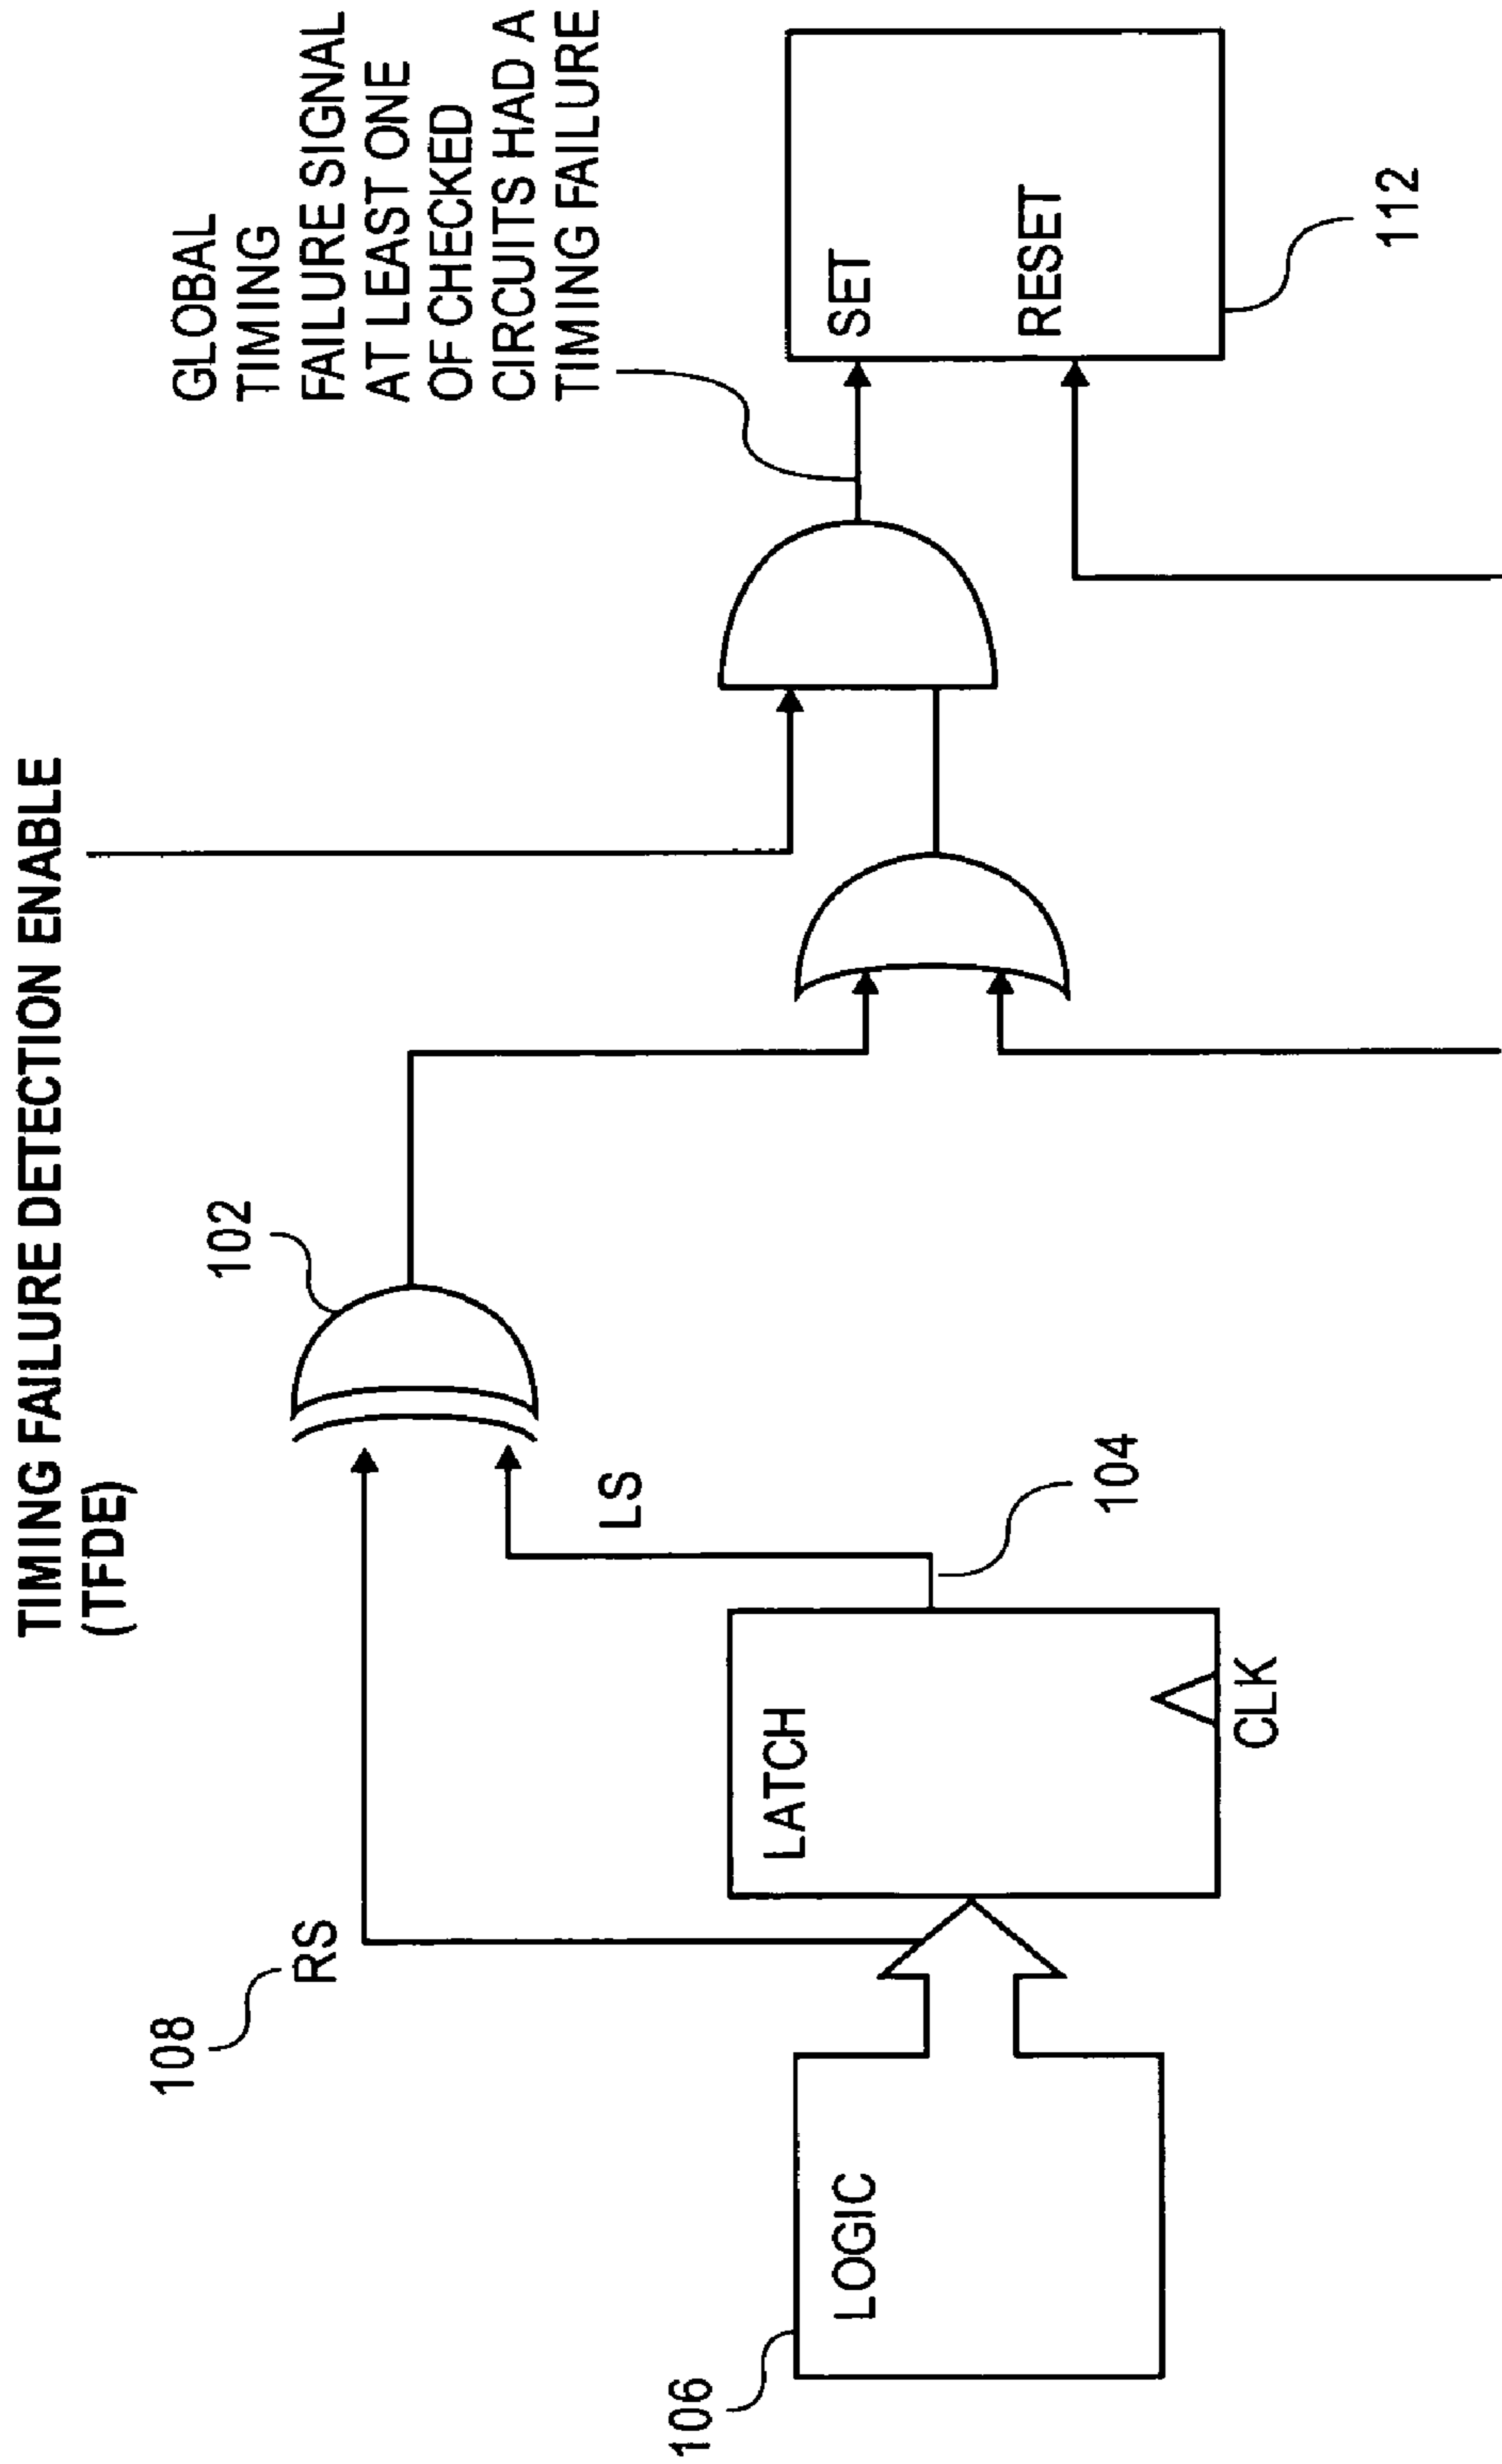 TIMING FAILURE DETECTION ENABLE
(TFDE)
GLOBAL
TIMING
FAILURE SIGNAL
AT LEAST ONE
OF CHECKED
CIRCUITS HAD A
TIMING FAILURE
108
RS
102
LS
104
106
LOGIC
LATCH
CLK
SET
RESET
112